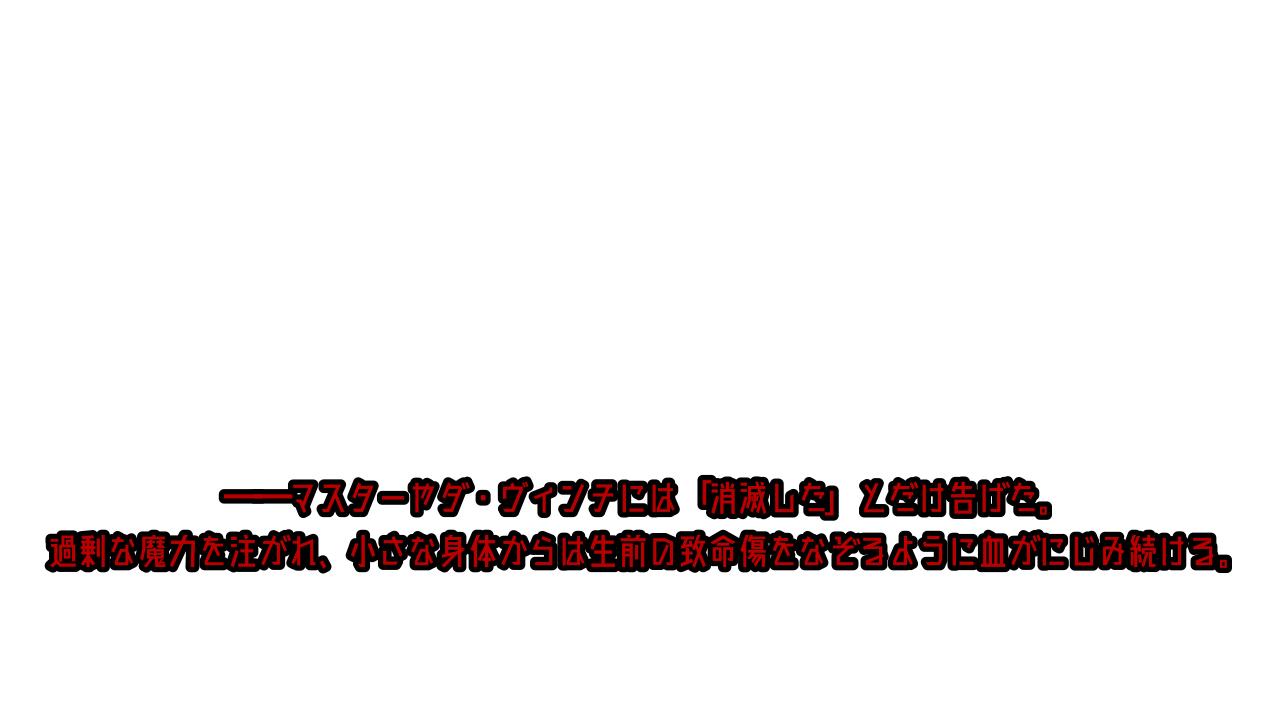 ──マスターやダ・ヴィンチには「消滅した」とだけ告げた。
過剰な魔力を注がれ、小さな身体からは生前の致命傷をなぞるように血がにじみ続ける。